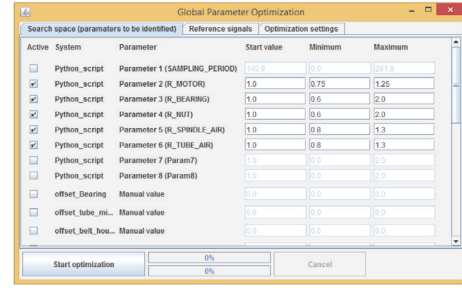 Global Parameter Optimization
Search space (paramaters to be identified) Reference signals Optimization settings
Active System Parameter Start value Minimum Maximum
Python_script Parameter 1 (SAMPLING_PERIOD) 140.9 0.0 281.8
Python_script Parameter 2 (R_MOTOR) 1.0 0.75 1.25
Python_script Parameter 3 (R_BEARING) 1.0 0.6 2.0
Python_script Parameter 4 (R_NUT) 1.0 0.6 2.0
Python_script Parameter 5 (R_SPINDLE_AIR) 1.0 0.8 1.3
Python_script Parameter 6 (R_TUBE_AIR) 1.0 0.8 1.3
Python_script Parameter 7 (Param7) 1.0 0.0 2.0
Python_script Parameter 8 (Param8) 1.0 0.0 2.0
offset_Bearing Manual value 0.0 0.0 0.0
offset_tube_mi... Manual value 0.0 0.0 0.0
offset_belt_hou... Manual value 0.0 0.0 0.0
Start optimization 0% Cancel
0%